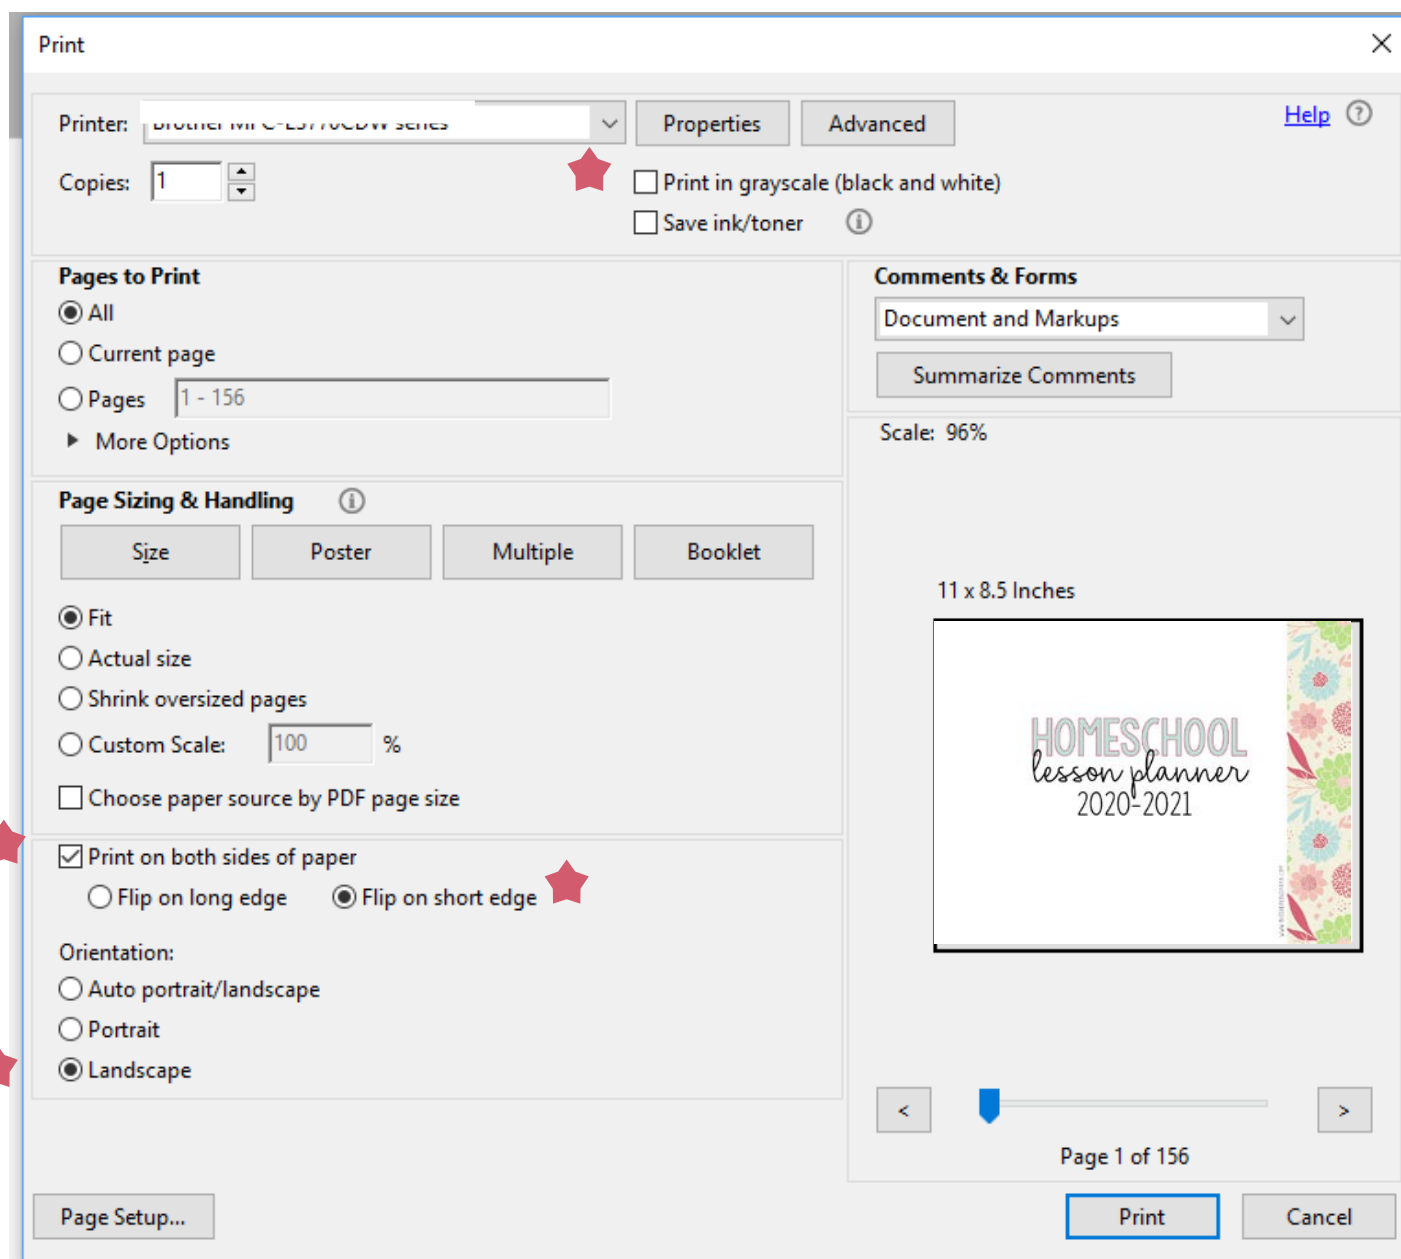 Print
Printer: Properties Advanced Help ?
Copies: 1 Print in grayscale (black and white)
Save ink/toner
Pages to Print
All
Current page
Pages 1 - 156
More Options
Comments & Forms
Document and Markups
Summarize Comments
Page Sizing & Handling
Size Poster Multiple Booklet
Fit
Actual size
Shrink oversized pages
Custom Scale: 100 %
Choose paper source by PDF page size
Print on both sides of paper
Flip on long edge Flip on short edge
Orientation:
Auto portrait/landscape
Portrait
Landscape
Scale: 96%
11 x 8.5 Inches
HOMESCHOOL
lesson planner
2020-2021
< >
Page 1 of 156
Page Setup... Print Cancel